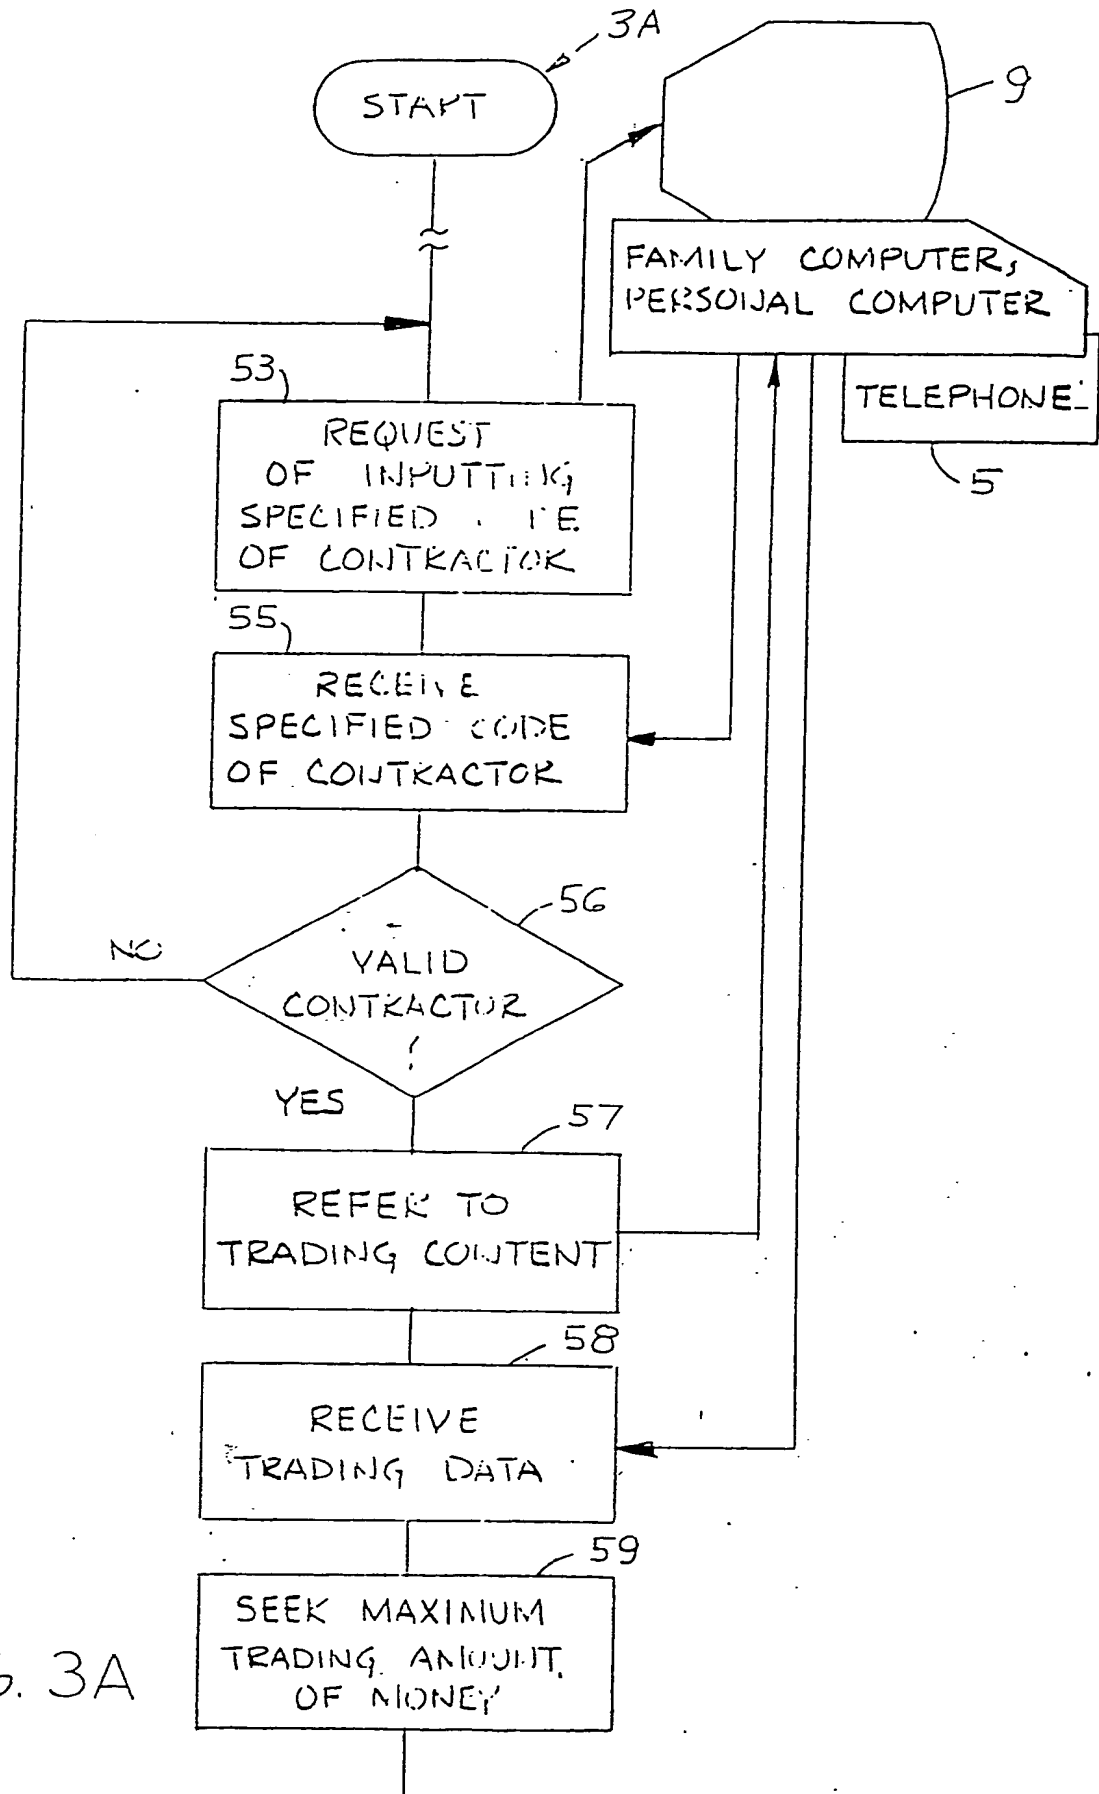 3A
START
9
FAMILY COMPUTER,
PERSONAL COMPUTER
TELEPHONE
5
53
REQUEST
OF INPUTTING
SPECIFIED
OF CONTRACTOR
55
RECEIVE
SPECIFIED CODE
OF CONTRACTOR
56
NO
VALID
CONTRACTOR
?
YES
57
REFER TO
TRADING CONTENT
58
RECEIVE
TRADING DATA
59
SEEK MAXIMUM
TRADING AMOUNT
OF MONEY
3A